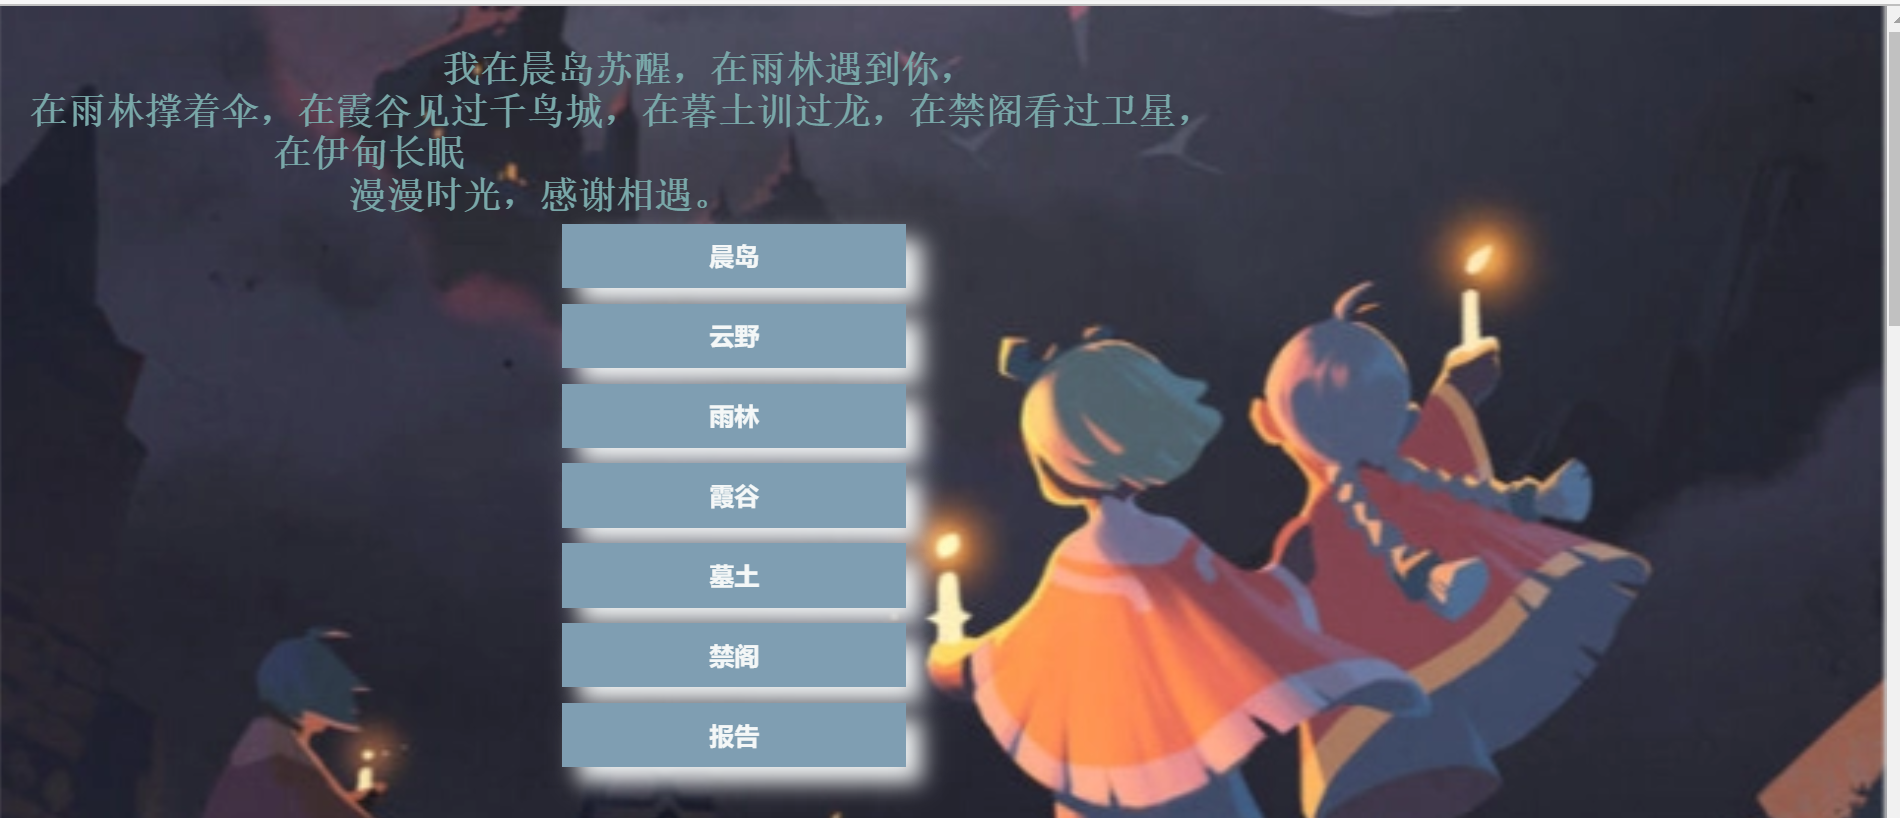 我在晨岛苏醒，在雨林遇到你，
在雨林撑着伞，在霞谷见过千鸟城，在暮土训过龙，在禁阁看过卫星，
在伊甸长眠
漫漫时光，感谢相遇。
晨岛
云野
雨林
霞谷
墓土
禁阁
报告